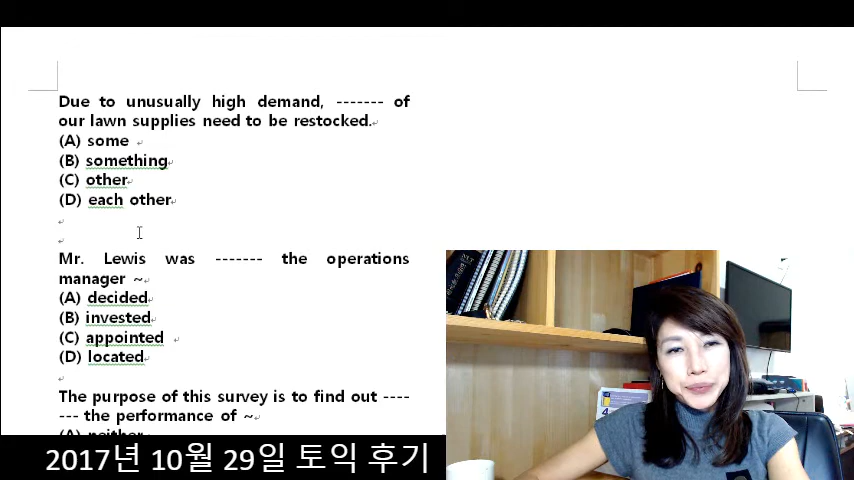 Due to unusually high demand, ------- of
our lawn supplies need to be restocked.
(A) some
(B) something
(C) other
(D) each other
Mr. Lewis was ------- the operations
manager ~
(A) decided
(B) invested
(C) appointed
(D) located
The purpose of this survey is to find out ----
--- the performance of ~
(A) neither
2017년 10월 29일 토익 후기